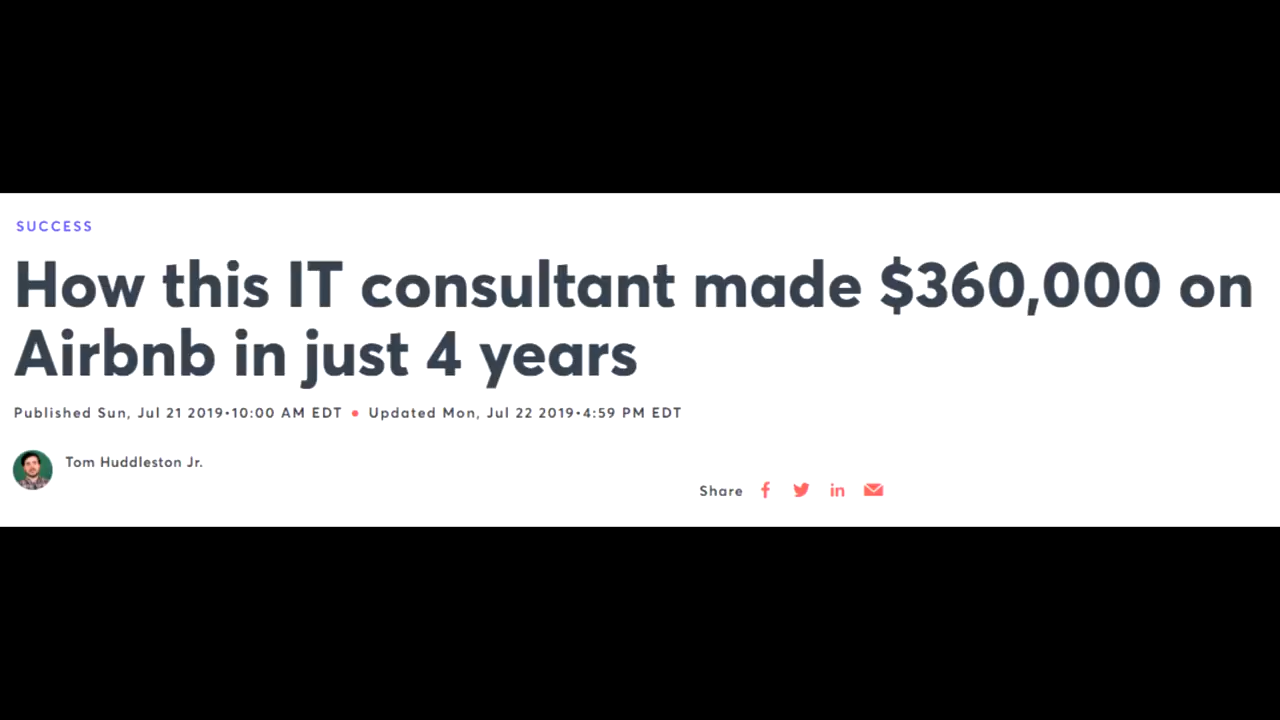 SUCCESS
How this IT consultant made $360,000 on
Airbnb in just 4 years
Published Sun, Jul 21 2019•10:00 AM EDT • Updated Mon, Jul 22 2019•4:59 PM EDT
Tom Huddleston Jr.
Share